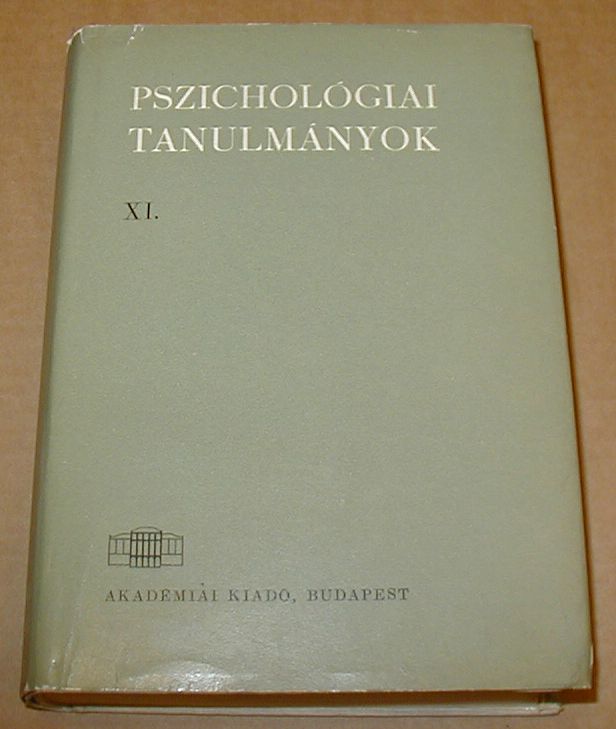 PSZICHOLÓGIAI
TANULMÁNYOK
XI.
AKADÉMIAI KIADÓ, BUDAPEST